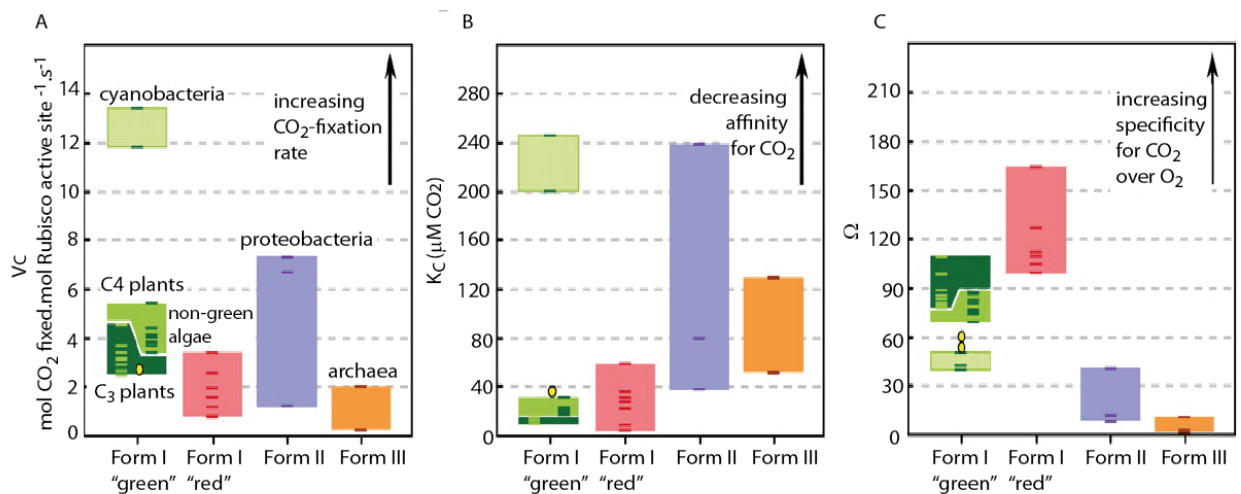 A
Vc
mol CO2 fixed.mol Rubisco active site -1.s-1
14
12
10
8
6
4
2
0
cyanobacteria
increasing
CO2-fixation
rate
proteobacteria
C4 plants
non-green
algae
archaea
C3 plants
Form I
"green"
Form I
"red"
Form II
Form III
B
KC (µM CO2)
280
240
200
160
120
80
40
0
decreasing
affinity
for CO2
Form I
"green"
Form I
"red"
Form II
Form III
C
Ω
210
180
150
120
90
60
30
0
increasing
specificity
for CO2
over O2
Form I
"green"
Form I
"red"
Form II
Form III